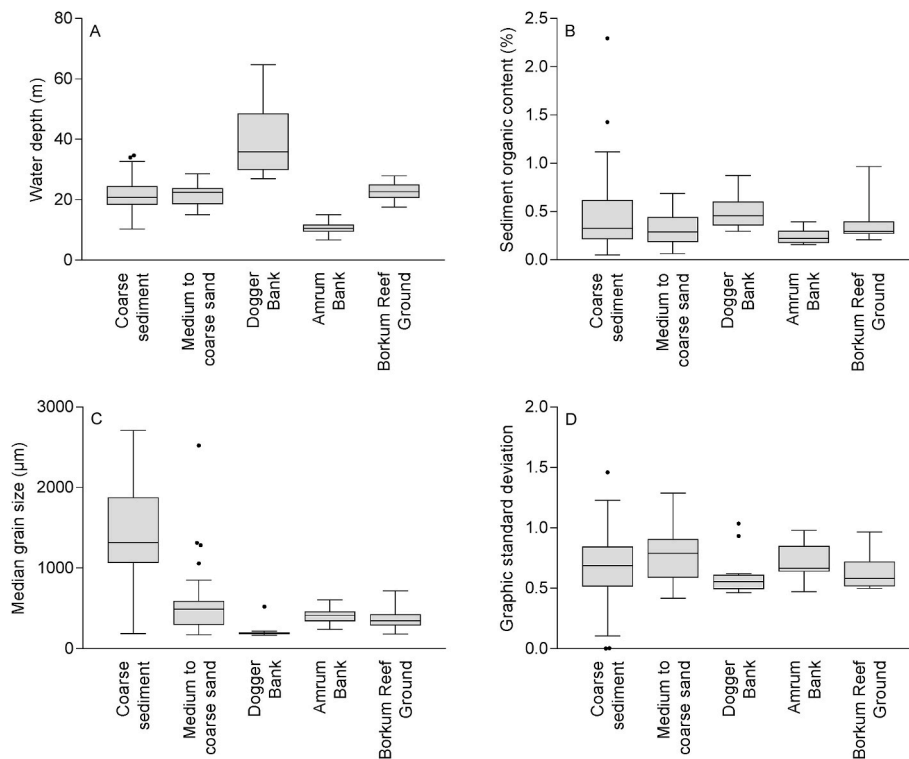 A
Water depth (m)
80
60
40
20
0
Coarse
sediment
Medium to
coarse sand
Dogger
Bank
Amrum
Bank
Borkum Reef
Ground
B
Sediment organic content (%)
2.5
2.0
1.5
1.0
0.5
0.0
Coarse
sediment
Medium to
coarse sand
Dogger
Bank
Amrum
Bank
Borkum Reef
Ground
C
Median grain size (µm)
3000
2000
1000
0
Coarse
sediment
Medium to
coarse sand
Dogger
Bank
Amrum
Bank
Borkum Reef
Ground
D
Graphic standard deviation
2.0
1.5
1.0
0.5
0.0
Coarse
sediment
Medium to
coarse sand
Dogger
Bank
Amrum
Bank
Borkum Reef
Ground